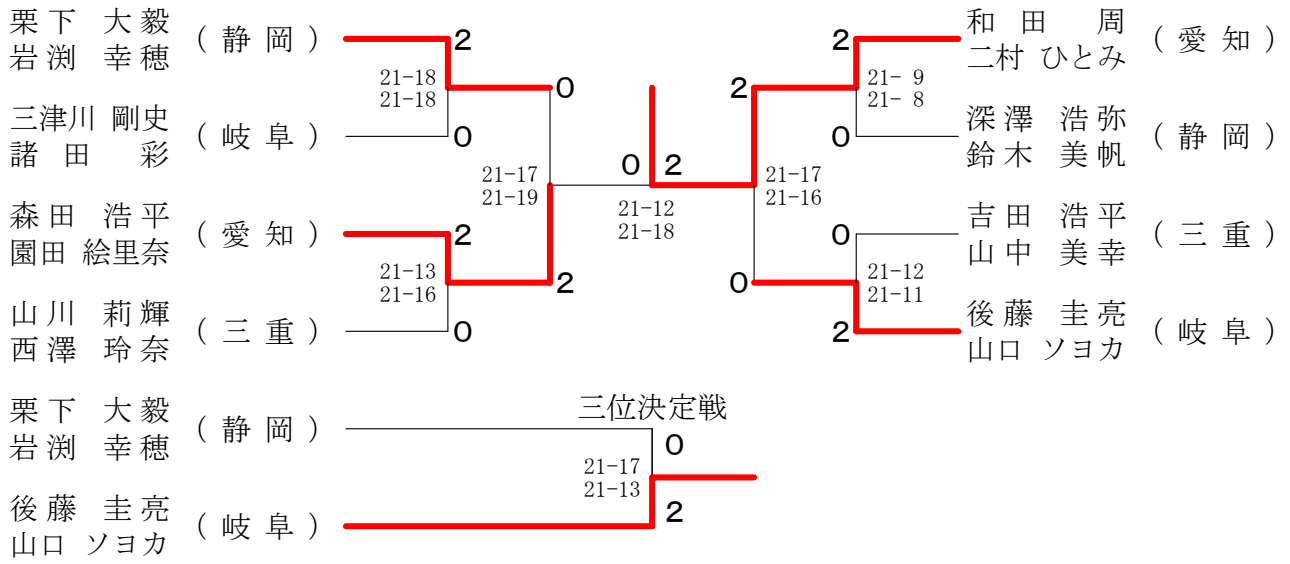 栗下 大毅
岩渕 幸穂
(静岡)
2
21-18
21-18
0
三津川 剛史
諸田 彩
(岐阜)
0
21-17
21-19
森田 浩平
園田 絵里奈
(愛知)
2
21-13
21-16
2
山川 莉輝
西澤 玲奈
(三重)
0
0 2
21-12
21-18
和田 周
二村 ひとみ
(愛知)
2
21- 9
21- 8
2
深澤 浩弥
鈴木 美帆
(静岡)
0
21-17
21-16
吉田 浩平
山中 美幸
(三重)
0
21-12
21-11
0
後藤 圭亮
山口 ソヨカ
(岐阜)
2
三位決定戦
栗下 大毅
岩渕 幸穂
(静岡)
0
21-17
21-13
後藤 圭亮
山口 ソヨカ
(岐阜)
2